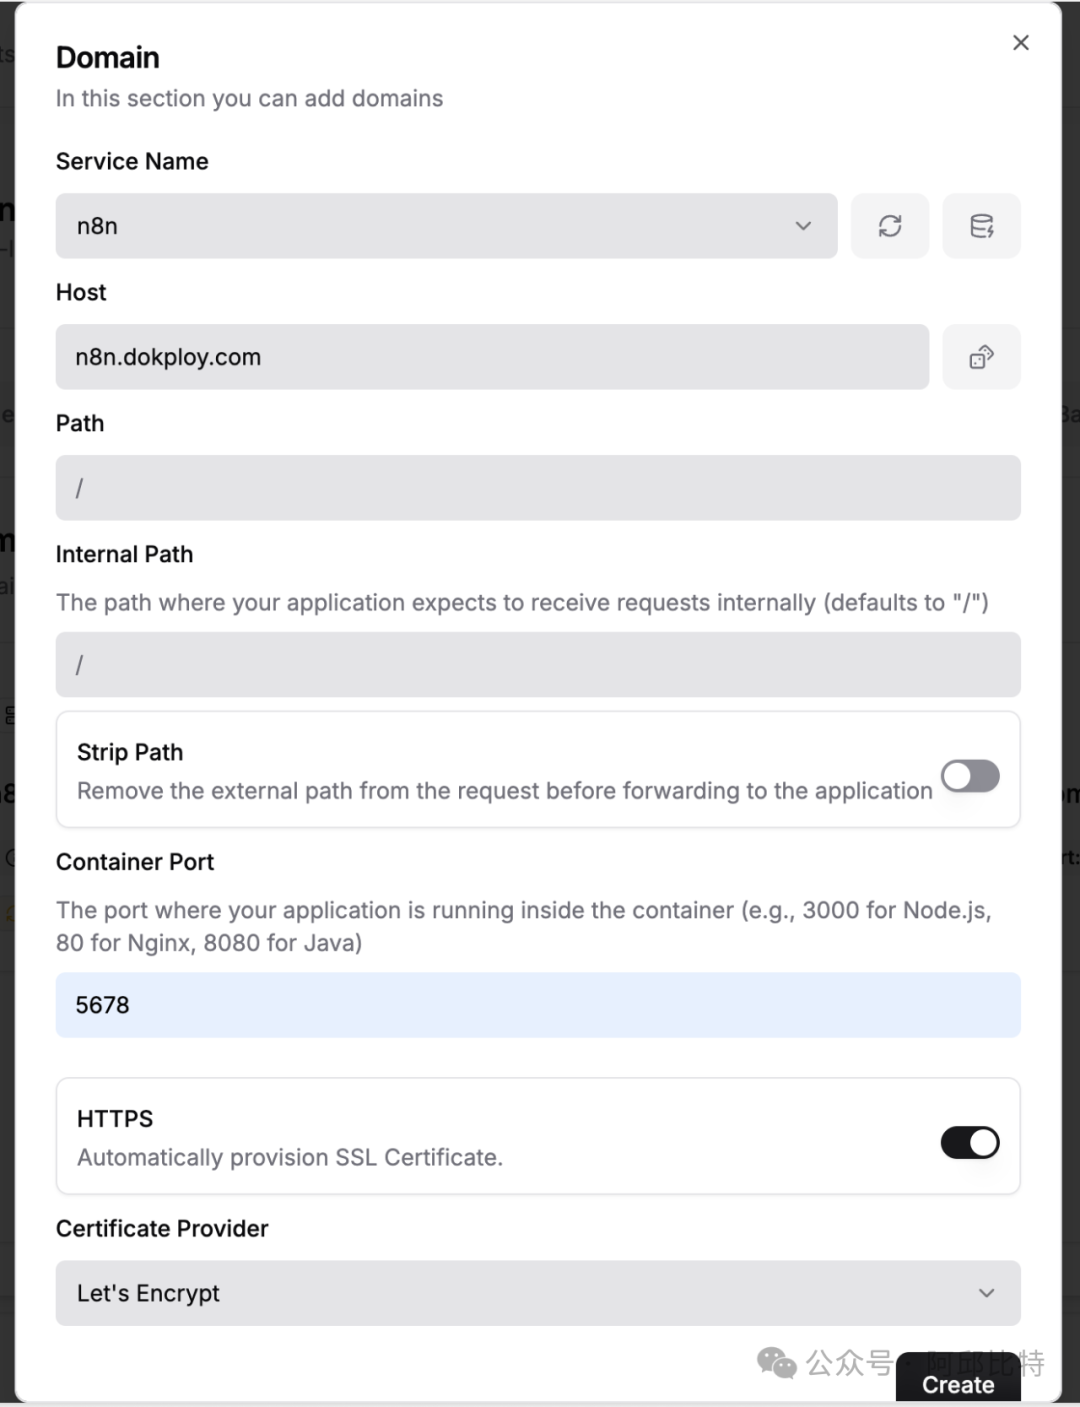 Domain
In this section you can add domains
Service Name
n8n
Host
n8n.dokploy.com
Path
/
Internal Path
The path where your application expects to receive requests internally (defaults to "/")
/
Strip Path
Remove the external path from the request before forwarding to the application
Container Port
The port where your application is running inside the container (e.g., 3000 for Node.js,
80 for Nginx, 8080 for Java)
5678
HTTPS
Automatically provision SSL Certificate.
Certificate Provider
Let's Encrypt
公众号 · 阿邱比特
Create